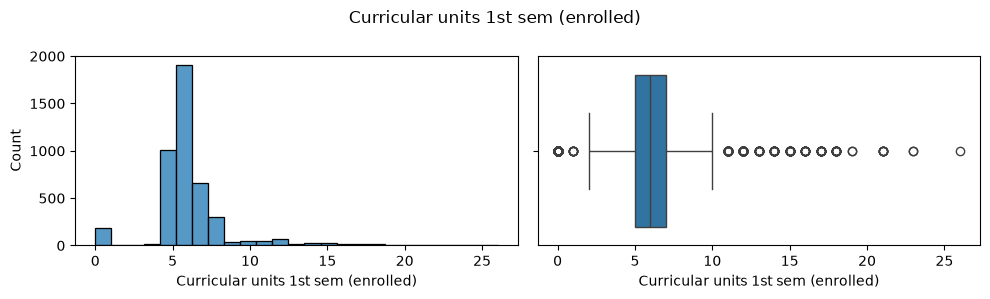 Curricular units 1st sem (enrolled)
2000
1500
1000
500
0
Count
0 5 10 15 20 25
Curricular units 1st sem (enrolled)
0 5 10 15 20 25
Curricular units 1st sem (enrolled)